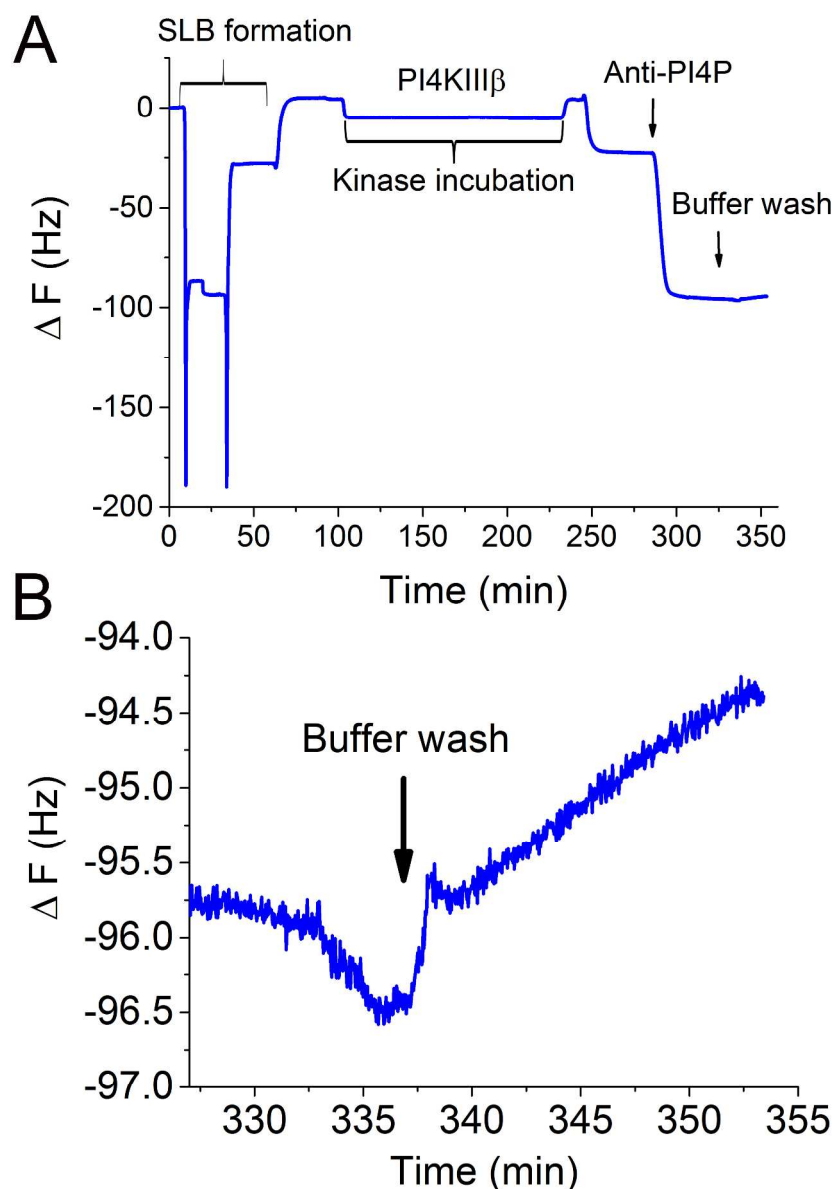 A
SLB formation
PI4KIIIβ
Anti-PI4P
Kinase incubation
Buffer wash
Δ F (Hz)
0
-50
-100
-150
-200
0 50 100 150 200 250 300 350
Time (min)
B
-94.0
-94.5
-95.0
-95.5
-96.0
-96.5
-97.0
Buffer wash
Δ F (Hz)
330 335 340 345 350 355
Time (min)